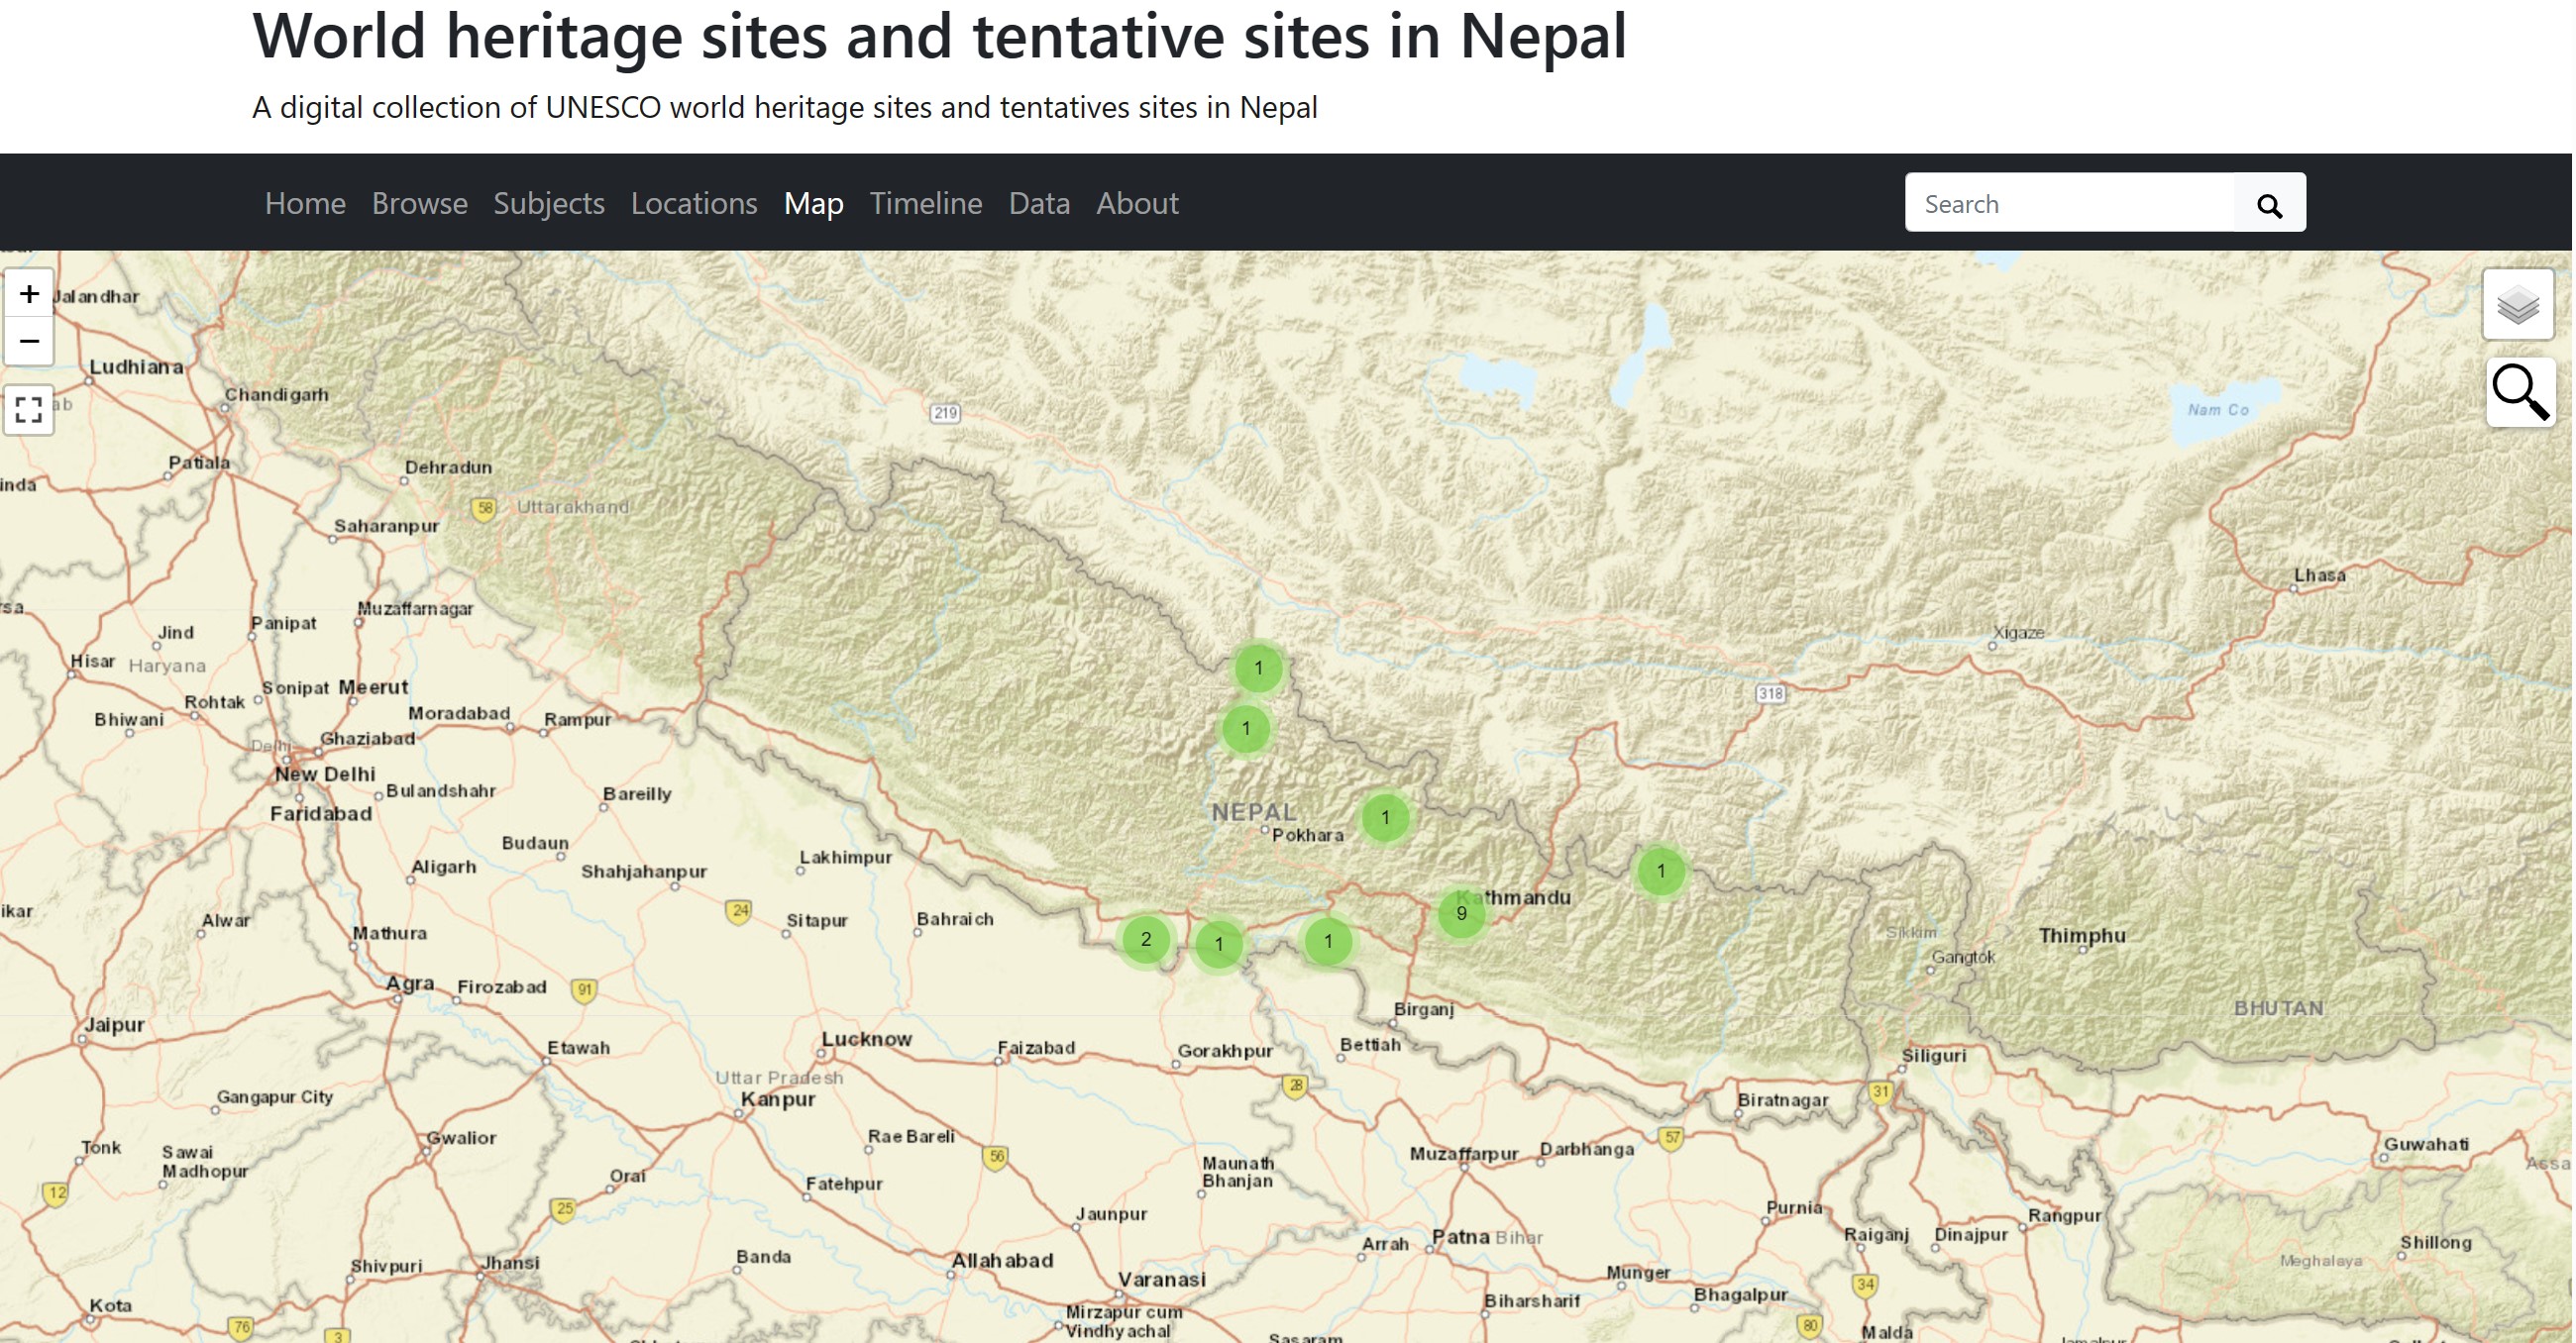 World heritage sites and tentative sites in Nepal
A digital collection of UNESCO world heritage sites and tentatives sites in Nepal
Home Browse Subjects Locations Map Timeline Data About
Search
+
−
Jalandhar
Ludhiana
Chandigarh
ab
219
Nam Co
Patiala
Dehradun
inda
58
Uttarakhand
Saharanpur
Lhasa
rsa
Muzaffarnagar
Panipat
Jind
Xigaze
Hisar
Haryana
1
Sonipat
Meerut
318
Rohtak
Bhiwani
Moradabad
Rampur
1
Delhi
Ghaziabad
New Delhi
Bulandshahr
Bareilly
Faridabad
NEPAL
1
Pokhara
Budaun
Lakhimpur
Aligarh
Shahjahanpur
1
Kathmandu
ikar
24
9
Alwar
Sitapur
Bahraich
Mathura
2
1
1
Sikkim
Thimphu
Gangtok
Agra
Firozabad
91
Birganj
BHUTAN
Jaipur
Lucknow
Etawah
Faizabad
Gorakhpur
Bettiah
Siliguri
Uttar Pradesh
28
31
Gangapur City
Kanpur
Biratnagar
Gwalior
Rae Bareli
57
Tonk
Sawai
Madhopur
56
Muzaffarpur
Darbhanga
Guwahati
Assa
Maunath
Bhanjan
Orai
Fatehpur
12
25
Jaunpur
Purnia
Rangpur
Patna
Bihar
Arrah
Raiganj
Dinajpur
Shillong
Shivpuri
Jhansi
Banda
Allahabad
Varanasi
Munger
Meghalaya
34
Bhagalpur
Kota
Mirzapur cum
Vindhyachal
Biharsharif
76
3
80
Malda
Sasaram